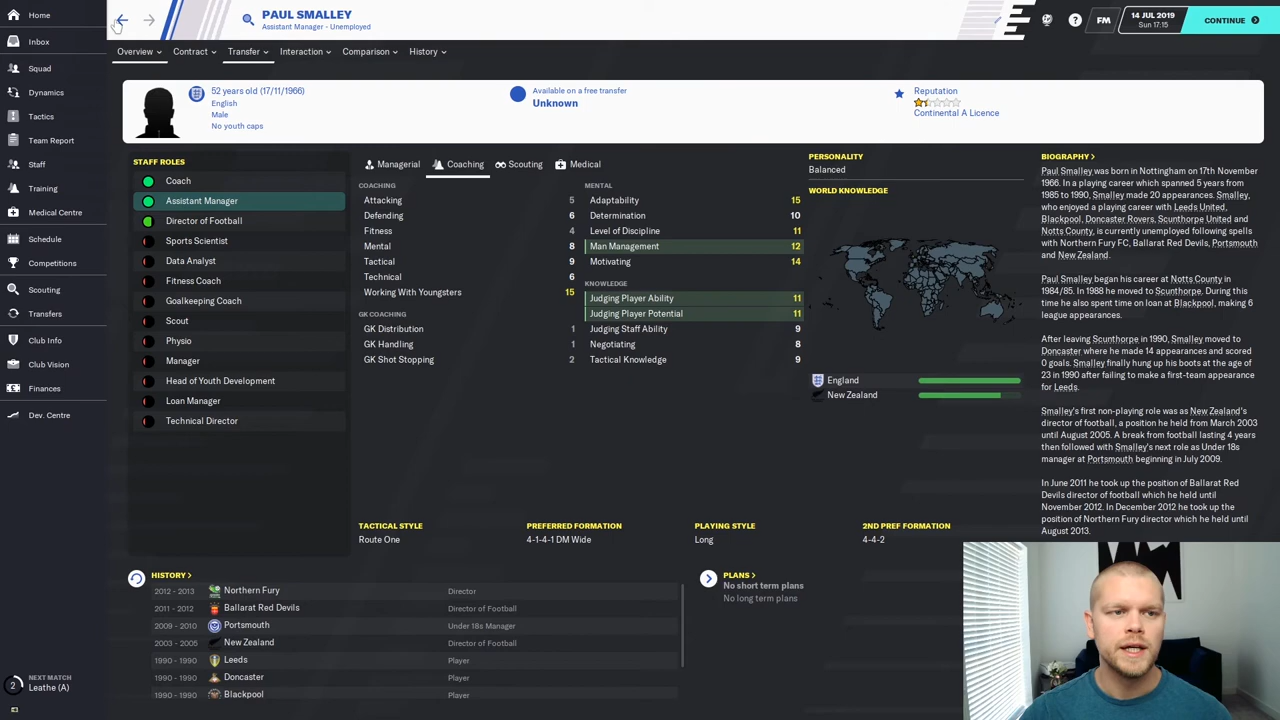 Home
Inbox
Squad
Dynamics
Tactics
Team Report
Staff
Training
Medical Centre
Schedule
Competitions
Scouting
Transfers
Club Info
Club Vision
Finances
Dev. Centre
2
NEXT MATCH
Leathe (A)
PAUL SMALLEY
Assistant Manager - Unemployed
?
FM
14 JUL 2019
Sun 17:15
CONTINUE
Overview
Contract
Transfer
Interaction
Comparison
History
52 years old (17/11/1966)
English
Male
No youth caps
Available on a free transfer
Unknown
Reputation
Continental A Licence
STAFF ROLES
Coach
Assistant Manager
Director of Football
Sports Scientist
Data Analyst
Fitness Coach
Goalkeeping Coach
Scout
Physio
Manager
Head of Youth Development
Loan Manager
Technical Director
Managerial
Coaching
Scouting
Medical
COACHING
Attacking 5
Defending 6
Fitness 4
Mental 8
Tactical 9
Technical 6
Working With Youngsters 15
GK COACHING
GK Distribution 1
GK Handling 1
GK Shot Stopping 2
MENTAL
Adaptability 15
Determination 10
Level of Discipline 11
Man Management 12
Motivating 14
KNOWLEDGE
Judging Player Ability 11
Judging Player Potential 11
Judging Staff Ability 9
Negotiating 8
Tactical Knowledge 9
PERSONALITY
Balanced
WORLD KNOWLEDGE
England
New Zealand
BIOGRAPHY >
Paul Smalley was born in Nottingham on 17th November
1966. In a playing career which spanned 5 years from
1985 to 1990, Smalley made 20 appearances. Smalley,
who enjoyed a playing career with Leeds United,
Blackpool, Doncaster Rovers, Scunthorpe United and
Notts County, is currently unemployed following spells
with Northern Fury FC, Ballarat Red Devils, Portsmouth
and New Zealand.
Paul Smalley began his career at Notts County in
1984/85. In 1988 he moved to Scunthorpe. During this
time he also spent time on loan at Blackpool, making 6
league appearances.
After leaving Scunthorpe in 1990, Smalley moved to
Doncaster where he made 14 appearances and scored
0 goals. Smalley finally hung up his boots at the age of
23 in 1990 after failing to make a first-team appearance
for Leeds.
Smalley's first non-playing role was as New Zealand's
director of football, a position he held from March 2003
until August 2005. A break from football lasting 4 years
then followed with Smalley's next role as Under 18s
manager at Portsmouth beginning in July 2009.
In June 2011 he took up the position of Ballarat Red
Devils director of football which he held until
November 2012. In December 2012 he took up the
position of Northern Fury director which he held until
August 2013.
TACTICAL STYLE
Route One
PREFERRED FORMATION
4-1-4-1 DM Wide
PLAYING STYLE
Long
2ND PREF FORMATION
4-4-2
HISTORY >
2012 - 2013 Northern Fury Director
2011 - 2012 Ballarat Red Devils Director of Football
2009 - 2010 Portsmouth Under 18s Manager
2003 - 2005 New Zealand Director of Football
1990 - 1990 Leeds Player
1990 - 1990 Doncaster Player
1990 - 1990 Blackpool Player
PLANS >
No short term plans
No long term plans